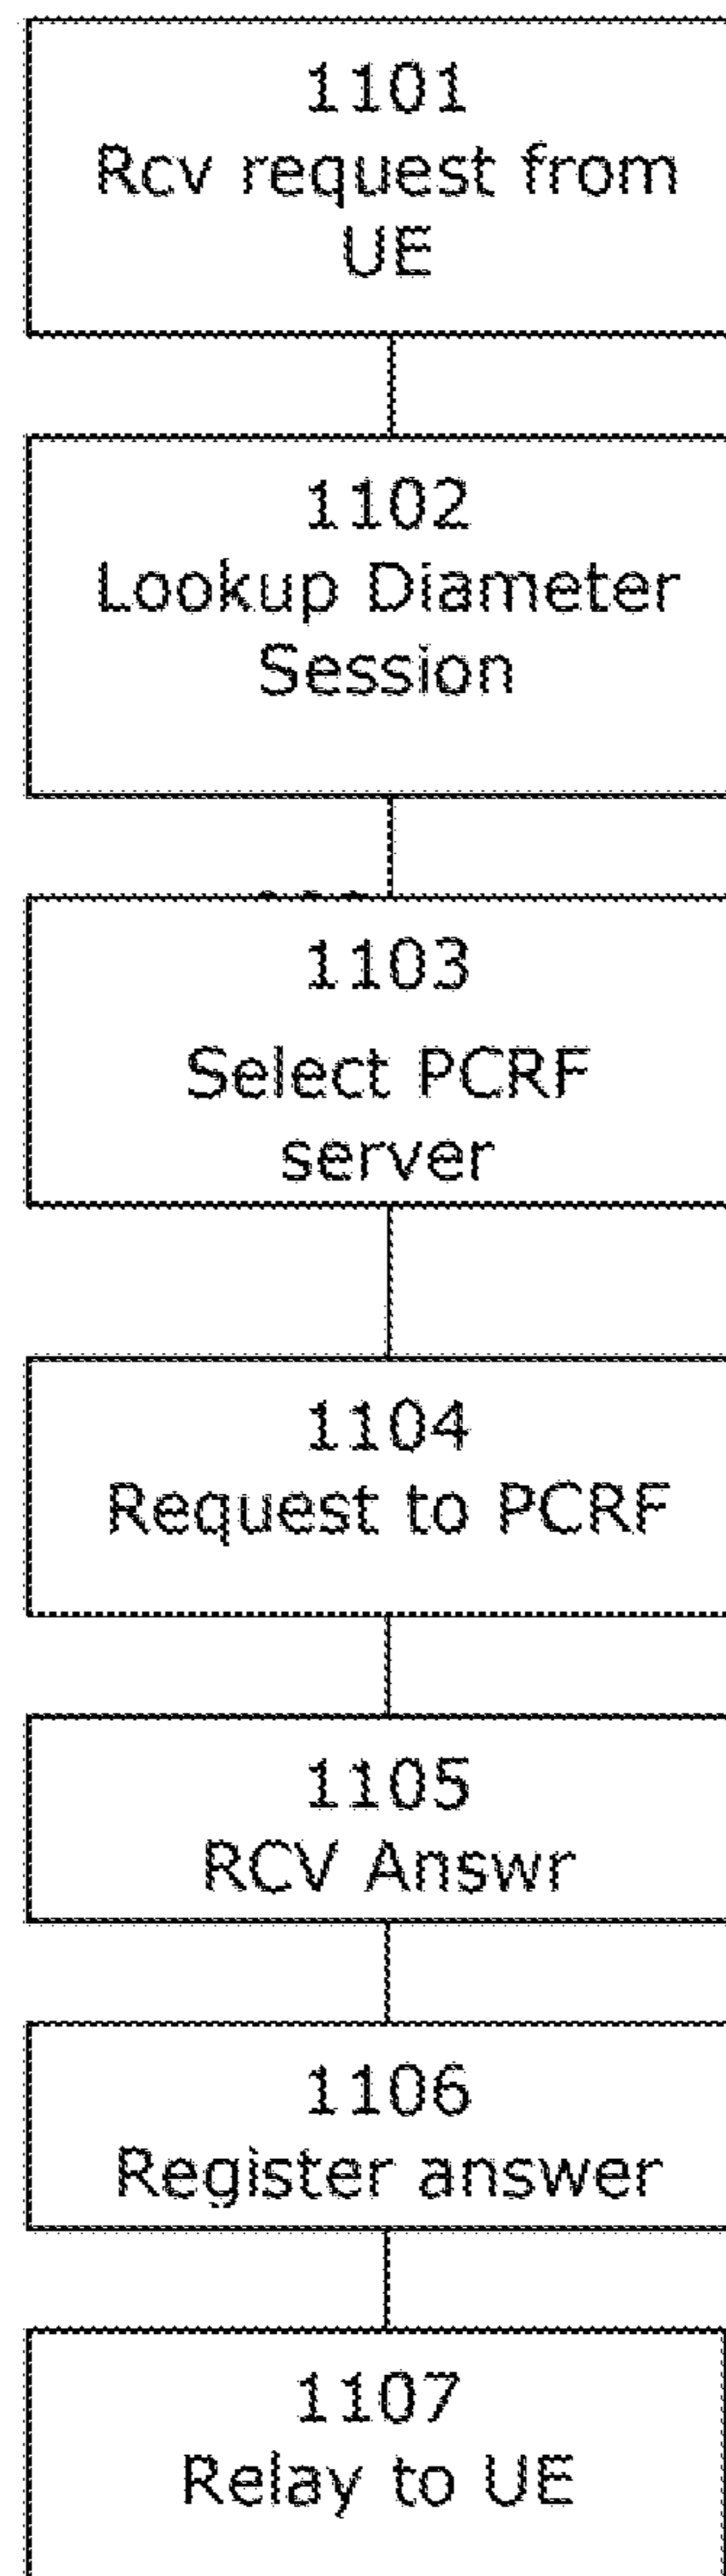 1101
Rcv request from
UE
1102
Lookup Diameter
Session
1103
Select PCRF
server
1104
Request to PCRF
1105
RCV Answr
1106
Register answer
1107
Relay to UE